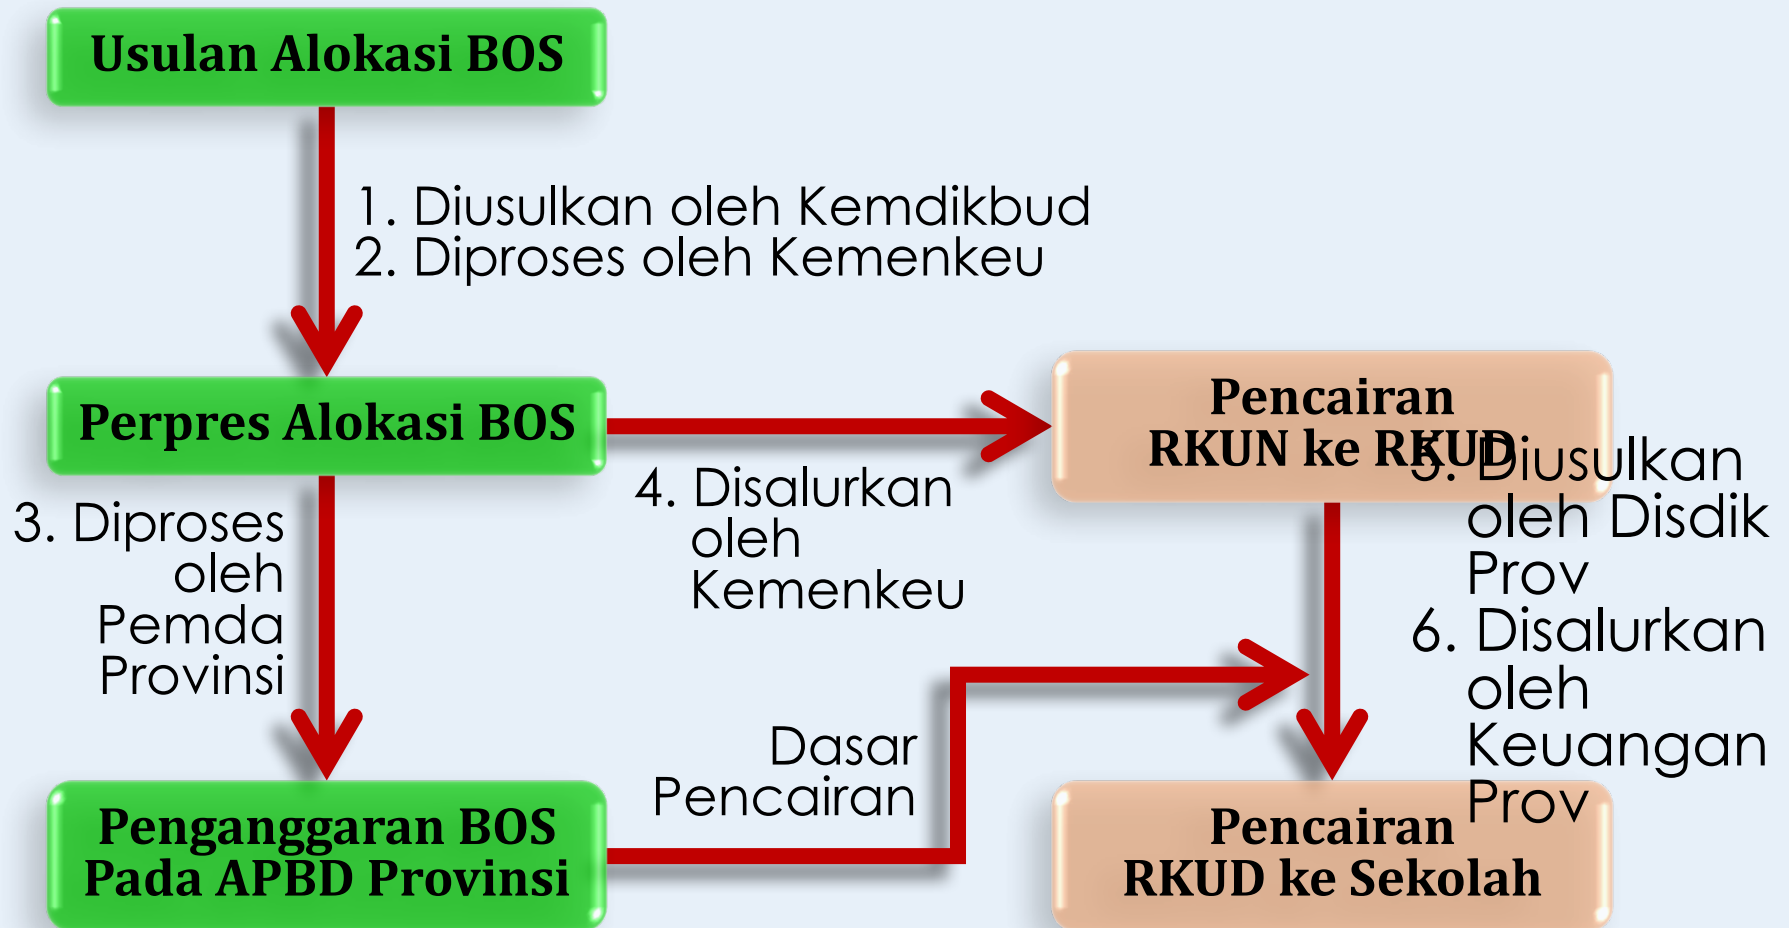 Usulan Alokasi BOS
1. Diusulkan oleh Kemdikbud
2. Diproses oleh Kemenkeu
Perpres Alokasi BOS
Pencairan
RKUN ke RKUD
3. Diproses
oleh
Pemda
Provinsi
4. Disalurkan
oleh
Kemenkeu
5. Diusulkan
oleh Disdik
Prov
6. Disalurkan
oleh
Keuangan
Prov
Dasar
Pencairan
Penganggaran BOS
Pada APBD Provinsi
Pencairan
RKUD ke Sekolah